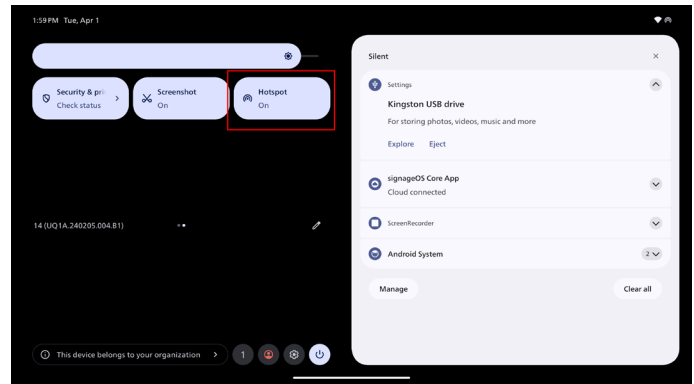 1:59 PM Tue, Apr 1
Security & pri
Check status
Screenshot
On
Hotspot
On
14 (UQ1A.240205.004.B1)
This device belongs to your organization
1
Silent
Settings
Kingston USB drive
For storing photos, videos, music and more
Explore Eject
signageOS Core App
Cloud connected
ScreenRecorder
Android System
2
Manage
Clear all